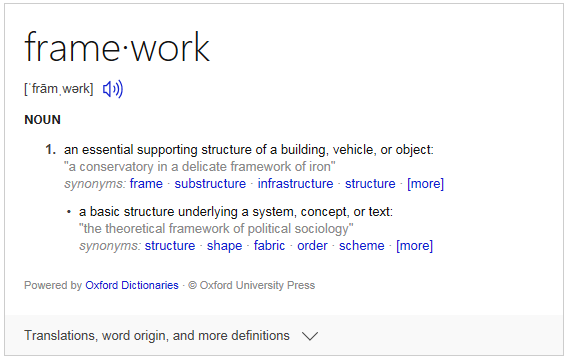 frame·work
[ˈfrāmˌwərk]
NOUN
1. an essential supporting structure of a building, vehicle, or object:
"a conservatory in a delicate framework of iron"
synonyms: frame · substructure · infrastructure · structure · [more]
• a basic structure underlying a system, concept, or text:
"the theoretical framework of political sociology"
synonyms: structure · shape · fabric · order · scheme · [more]
Powered by Oxford Dictionaries · © Oxford University Press
Translations, word origin, and more definitions